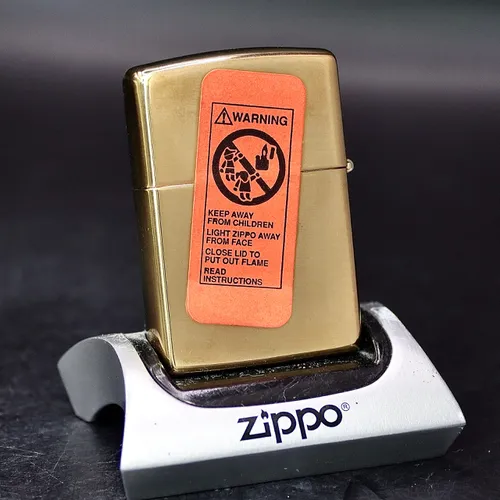 WARNING
KEEP AWAY
FROM CHILDREN
LIGHT ZIPPO AWAY
FROM FACE
CLOSE LID TO
PUT OUT FLAME
READ
INSTRUCTIONS
zippo®